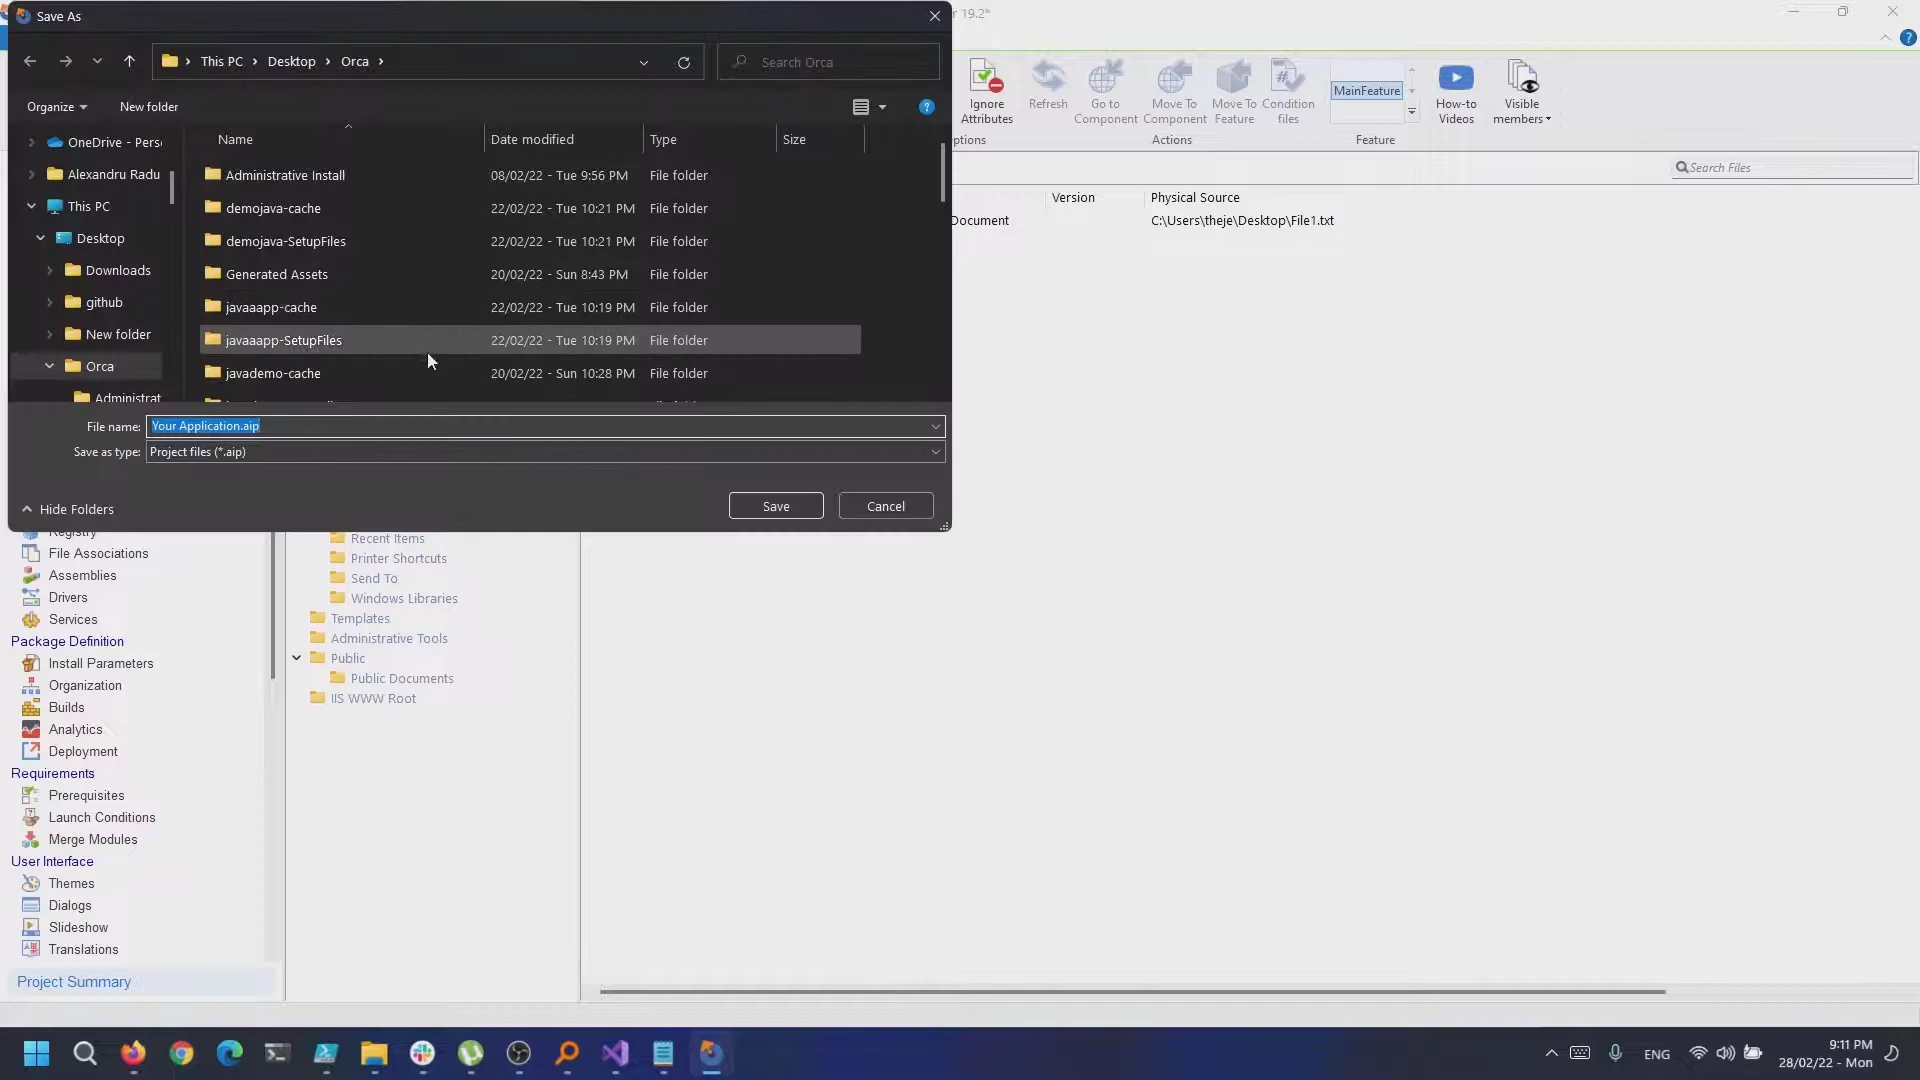 Save As
r 19.2*
This PC > Desktop > Orca >
Search Orca
Organize
New folder
Name
Date modified
Type
Size
OneDrive - Pers
Alexandru Radu
This PC
Desktop
Downloads
github
New folder
Orca
Administrat
Administrative Install 08/02/22 - Tue 9:56 PM File folder
demojava-cache 22/02/22 - Tue 10:21 PM File folder
demojava-SetupFiles 22/02/22 - Tue 10:21 PM File folder
Generated Assets 20/02/22 - Sun 8:43 PM File folder
javaaapp-cache 22/02/22 - Tue 10:19 PM File folder
javaaapp-SetupFiles 22/02/22 - Tue 10:19 PM File folder
javademo-cache 20/02/22 - Sun 10:28 PM File folder
File name: Your Application.aip
Save as type: Project files (*.aip)
Hide Folders
Save
Cancel
Ignore Attributes
Refresh
Go to Component
Move To Component
Move To Feature
Condition files
MainFeature
How-to Videos
Visible members
ptions
Actions
Feature
Search Files
Version
Physical Source
Document
C:\Users\theje\Desktop\File1.txt
Registry
File Associations
Assemblies
Drivers
Services
Package Definition
Install Parameters
Organization
Builds
Analytics
Deployment
Requirements
Prerequisites
Launch Conditions
Merge Modules
User Interface
Themes
Dialogs
Slideshow
Translations
Project Summary
Recent Items
Printer Shortcuts
Send To
Windows Libraries
Templates
Administrative Tools
Public
Public Documents
IIS WWW Root
ENG
9:11 PM
28/02/22 - Mon